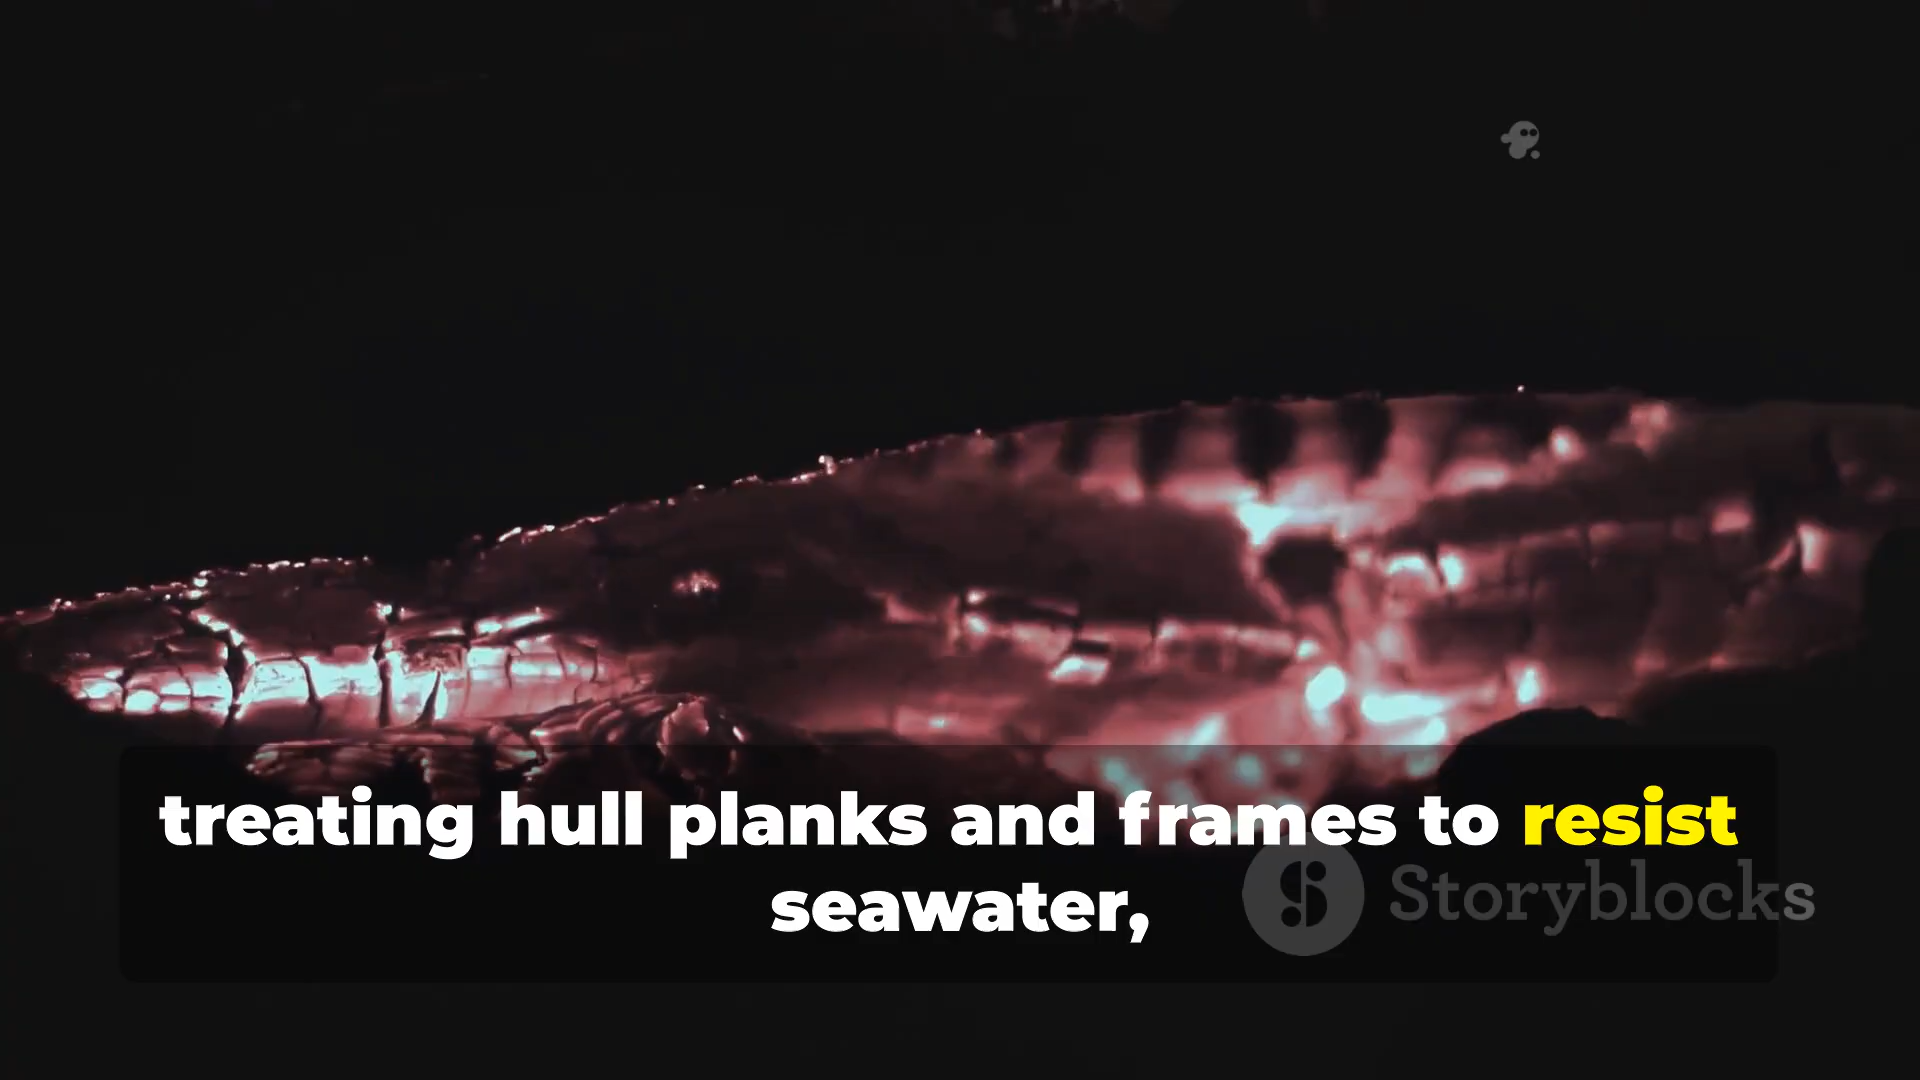 treating hull planks and frames to resist
seawater,
Storyblocks